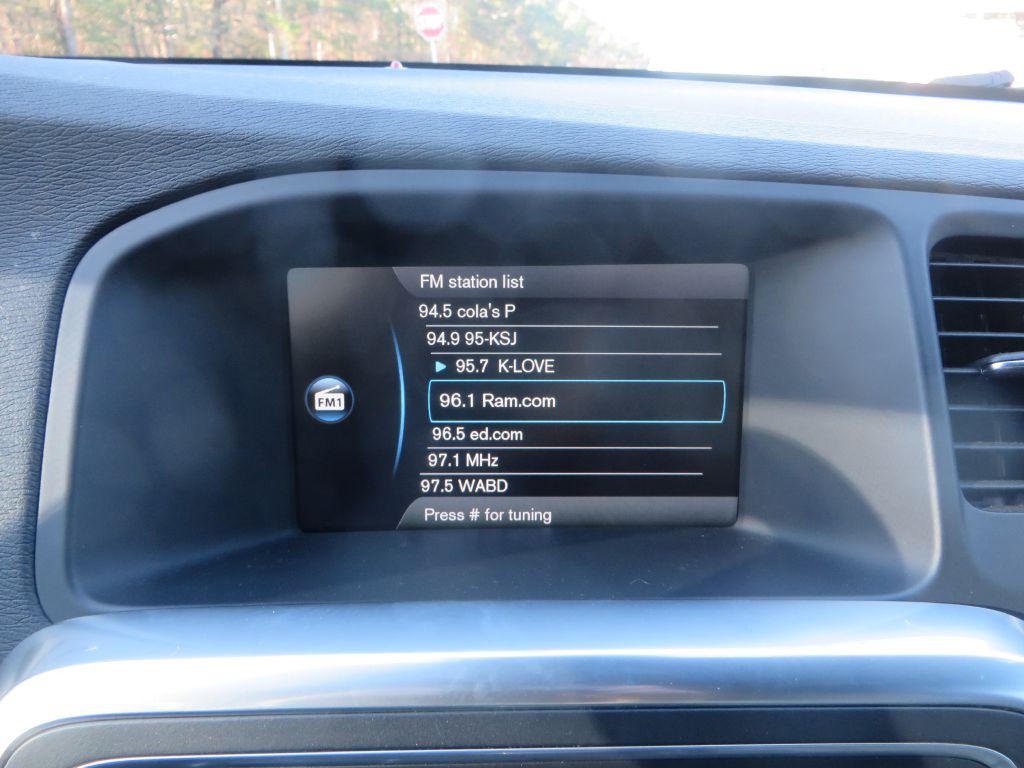 STOP
FM station list
94.5 cola's P
94.9 95-KSJ
95.7 K-LOVE
FM1
96.1 Ram.com
96.5 ed.com
97.1 MHz
97.5 WABD
Press # for tuning